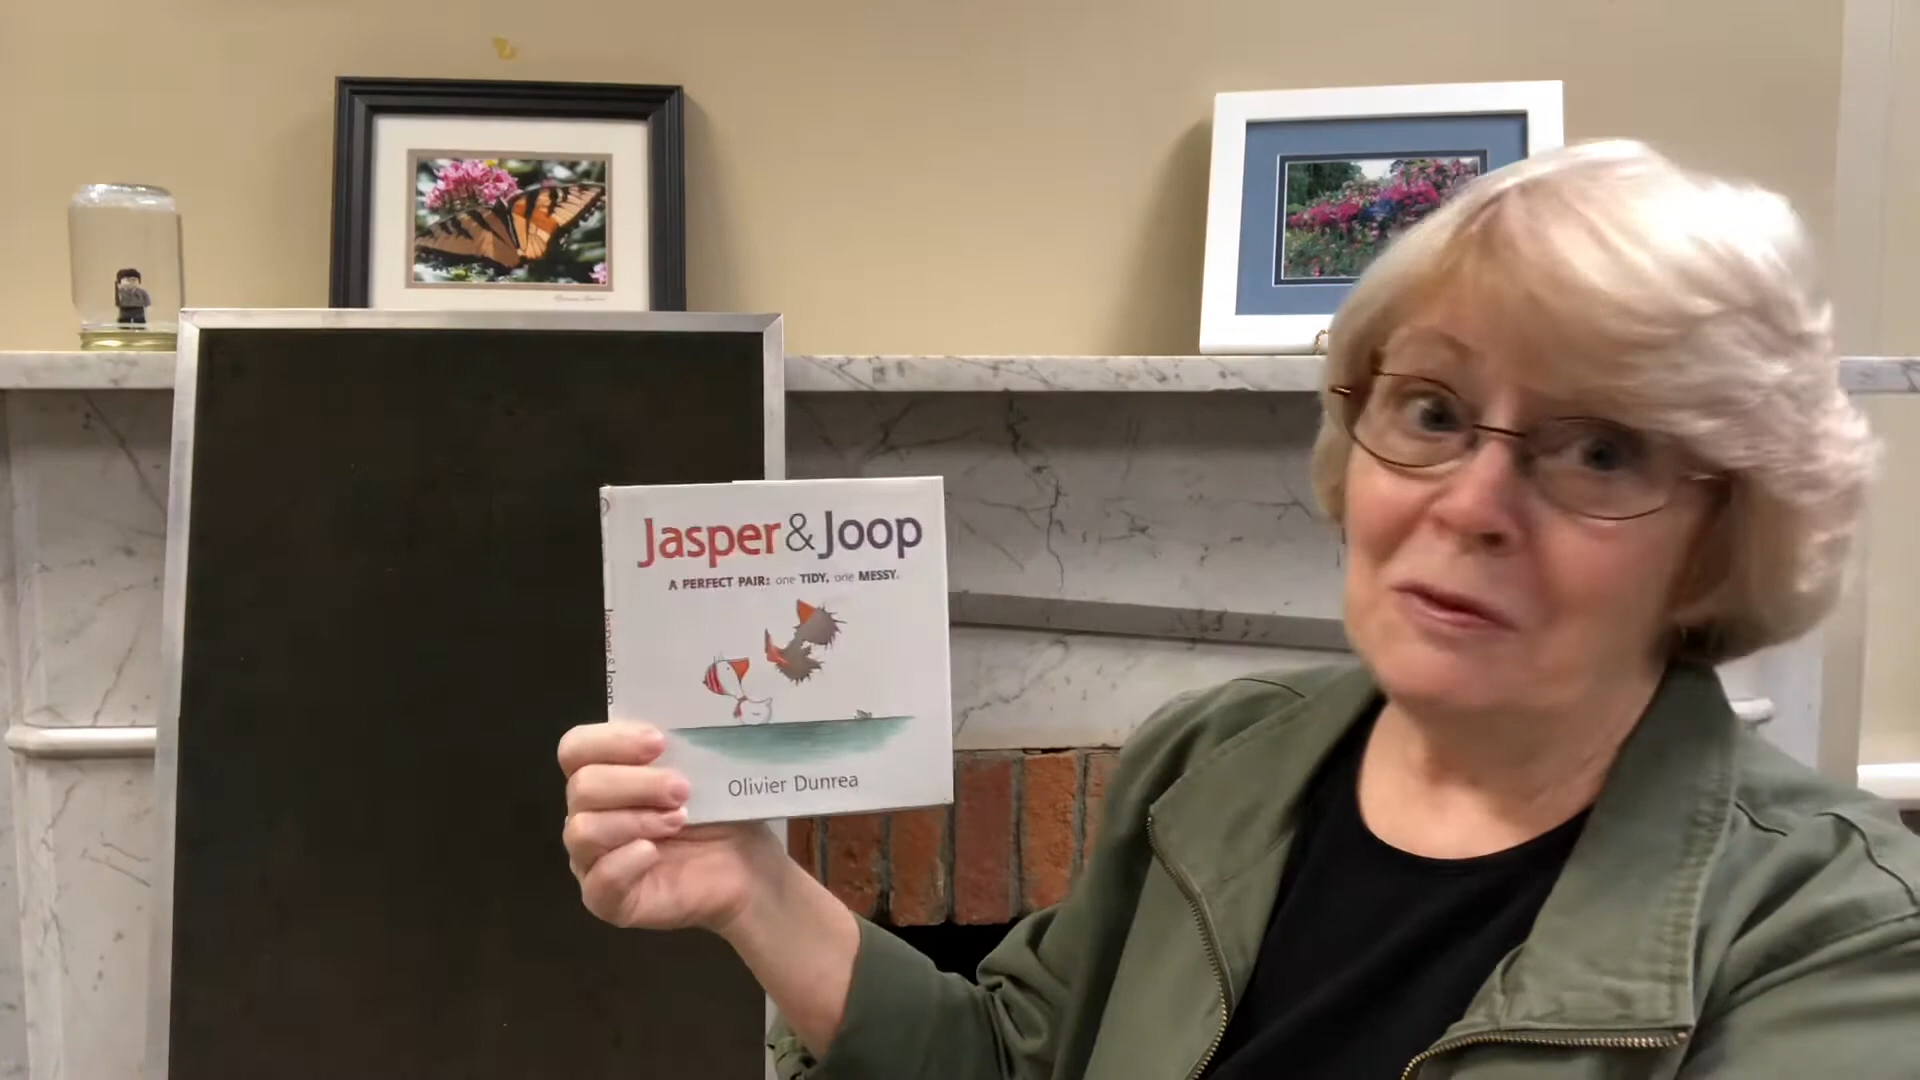 Jasper & Joop
A PERFECT PAIR: one TIDY, one MESSY.
Olivier Dunrea
Jasper & Joop